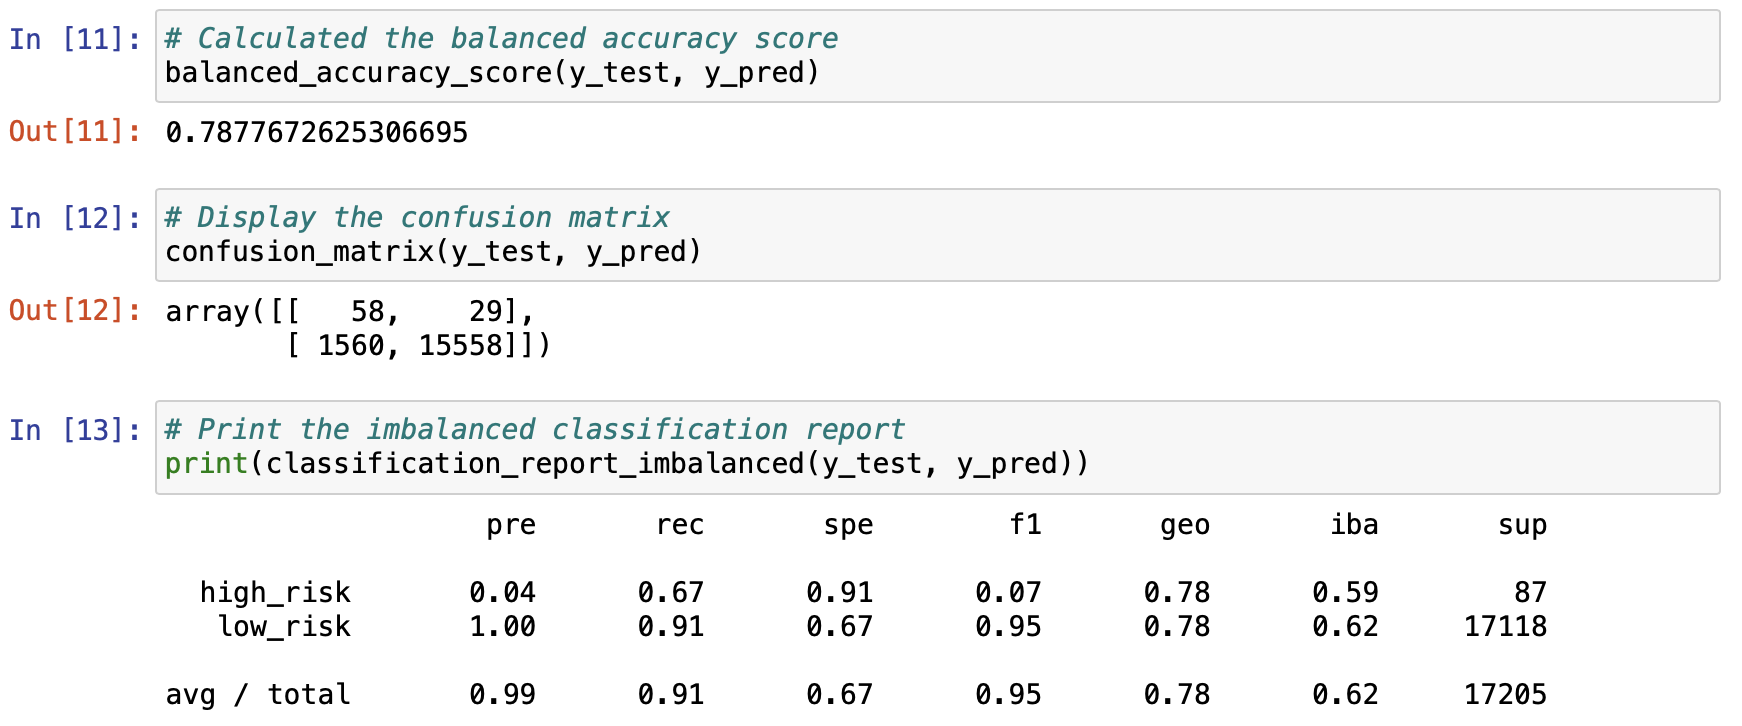 In [11]: # Calculated the balanced accuracy score
balanced_accuracy_score(y_test, y_pred)
Out[11]: 0.7877672625306695
In [12]: # Display the confusion matrix
confusion_matrix(y_test, y_pred)
Out[12]: array([[   58,    29],
       [ 1560, 15558]])
In [13]: # Print the imbalanced classification report
print(classification_report_imbalanced(y_test, y_pred))
pre rec spe f1 geo iba sup
high_risk 0.04 0.67 0.91 0.07 0.78 0.59 87
low_risk 1.00 0.91 0.67 0.95 0.78 0.62 17118
avg / total 0.99 0.91 0.67 0.95 0.78 0.62 17205